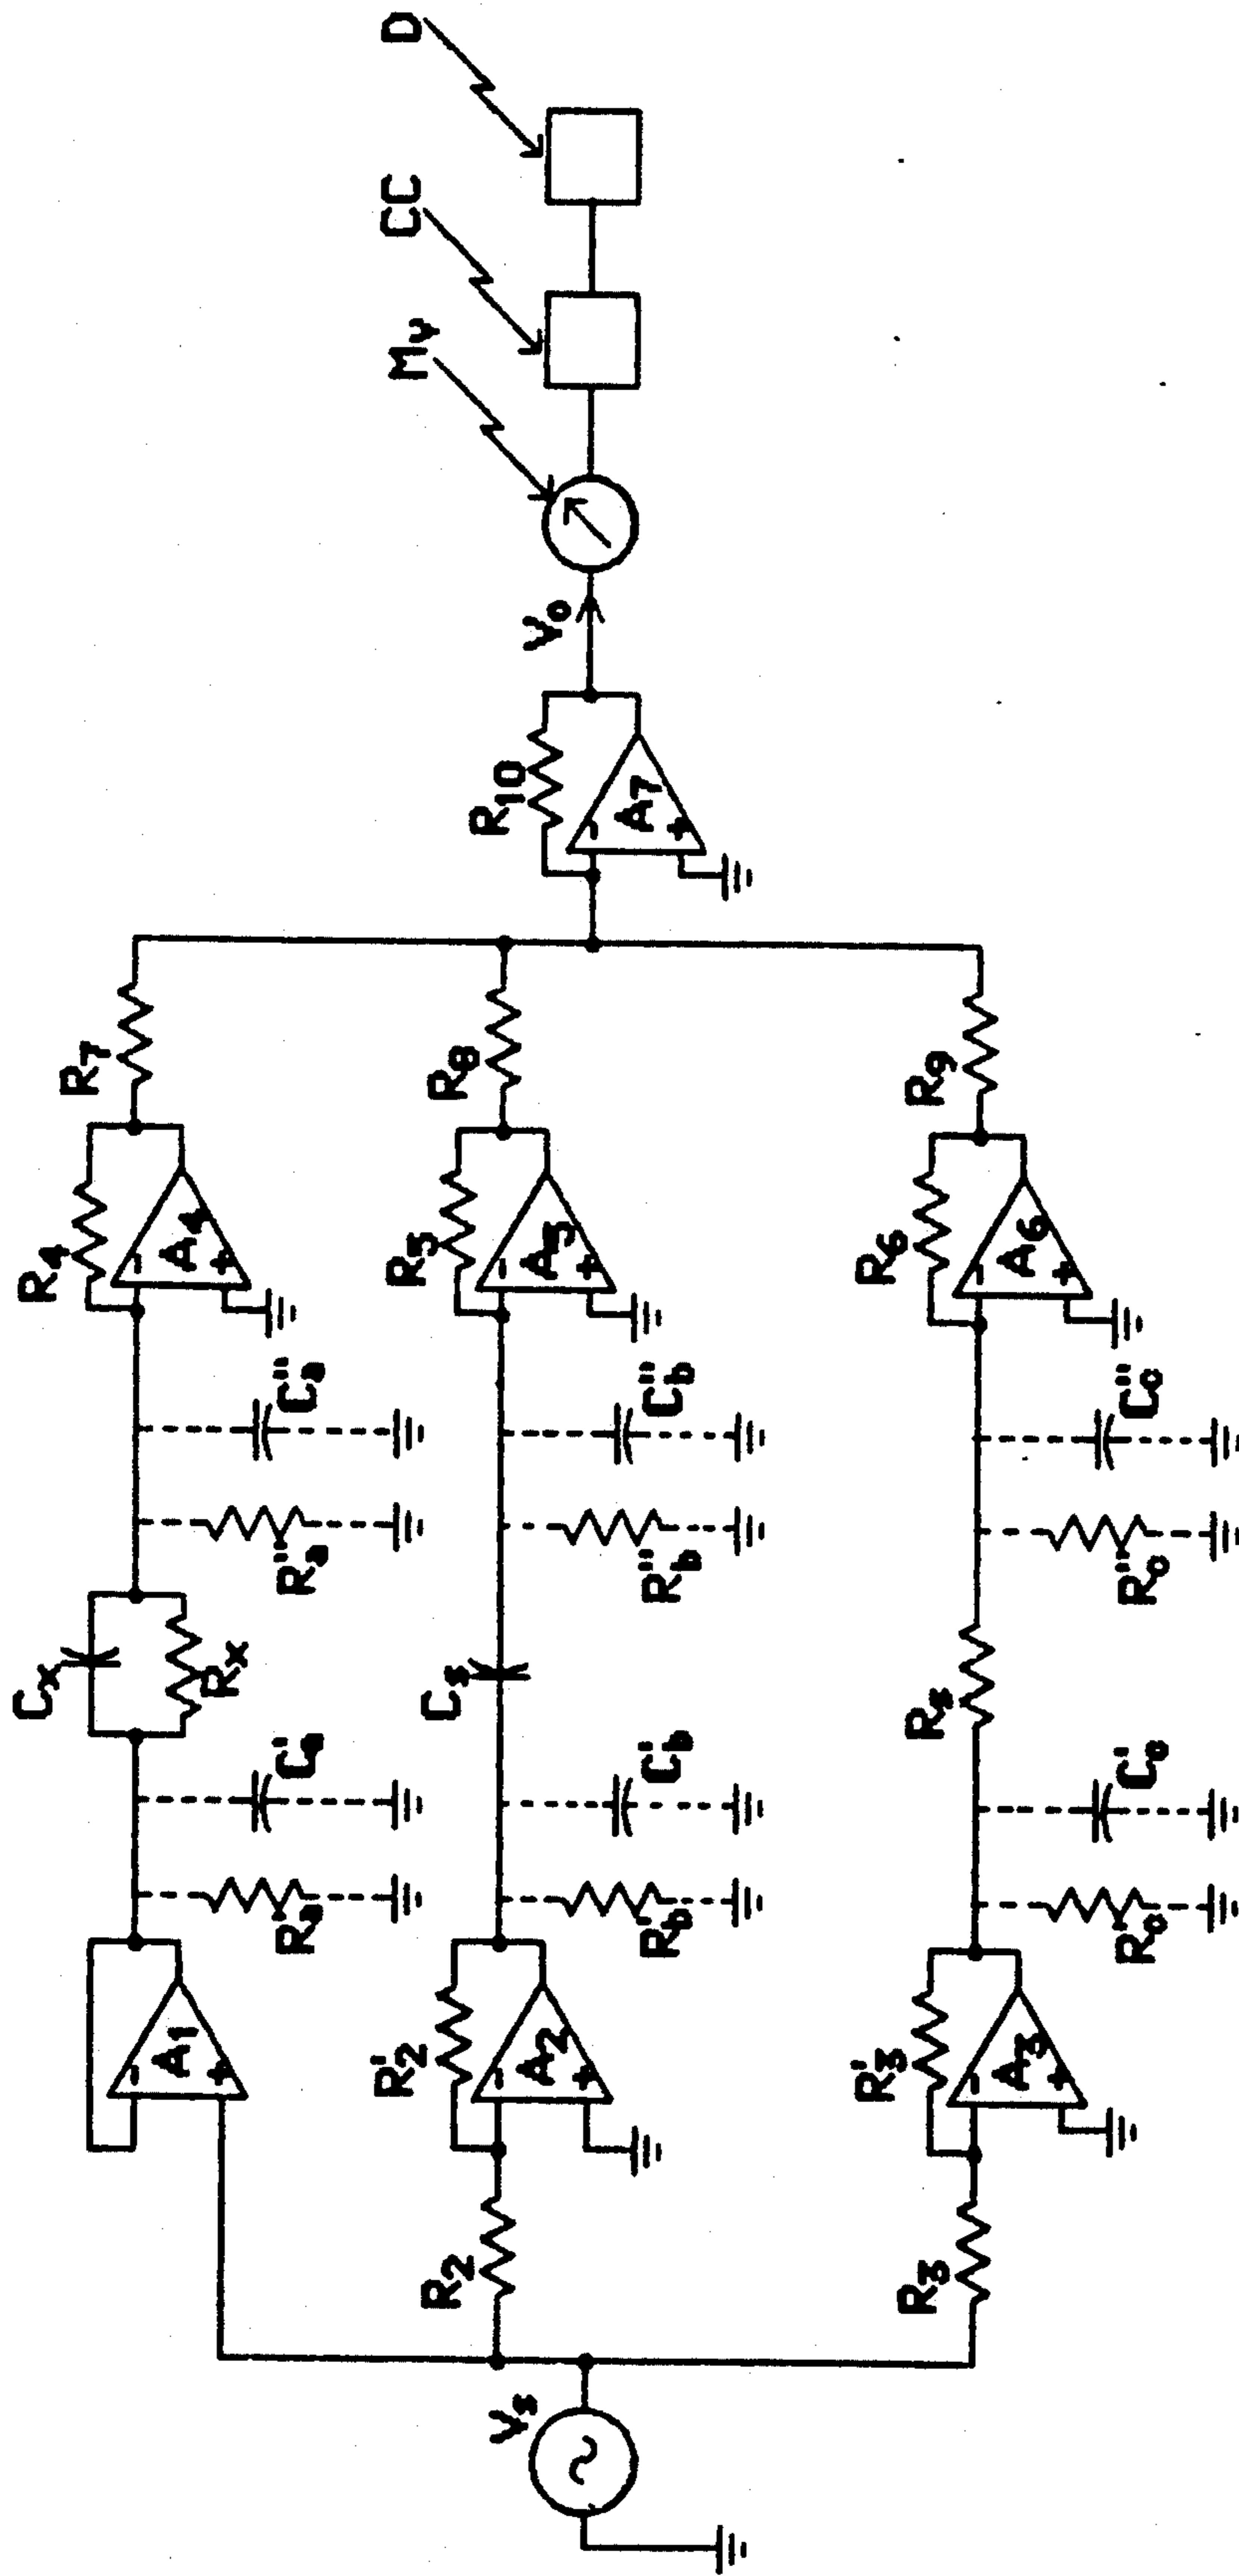 Vs
R2
R3
A1
−
+
R'2
A2
−
+
R'3
A3
−
+
R'a
C'a
R'b
C'b
R'c
C'c
Cx
Rx
Cs
Rs
R''a
C''a
R''b
C''b
R''c
C''c
R4
A4
−
+
R5
A5
−
+
R6
A6
−
+
R7
R8
R9
R10
A7
−
+
Vo
Mv
CC
D